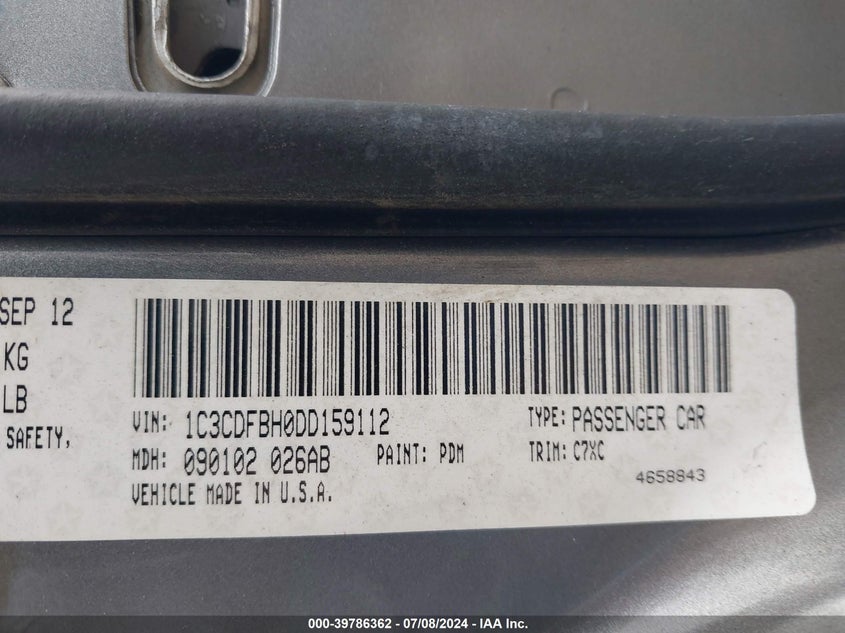 SEP 12
KG
LB
SAFETY,
VIN: 1C3CDFBH0DD159112
TYPE: PASSENGER CAR
MDH: 090102 026AB
PAINT: PDM
TRIM: C7XC
VEHICLE MADE IN U.S.A.
4658843
000-39786362 - 07/08/2024 - IAA Inc.